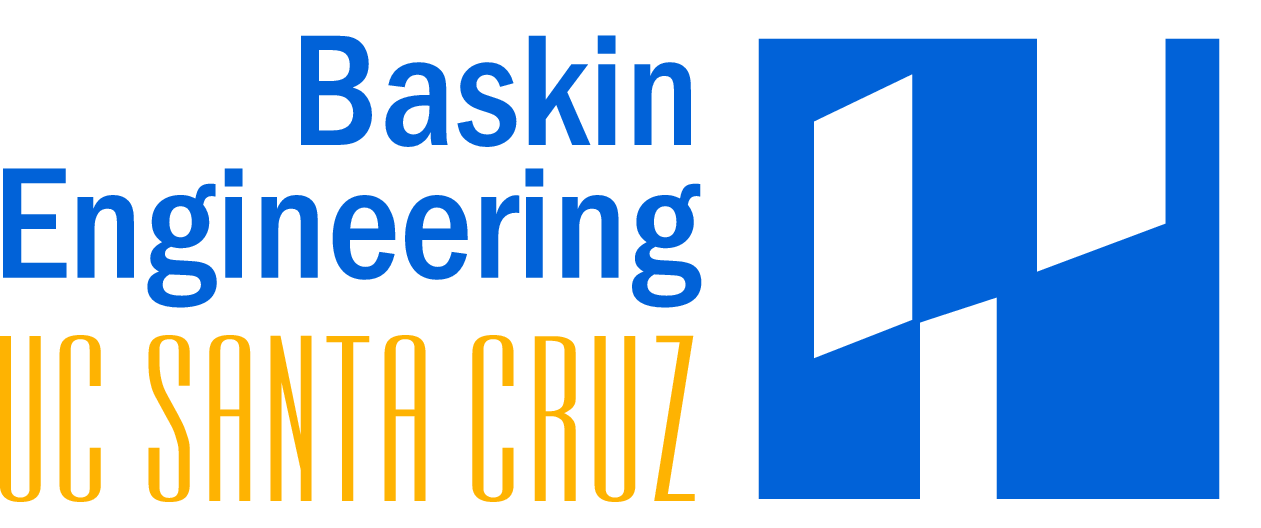 Baskin
Engineering
UC SANTA CRUZ